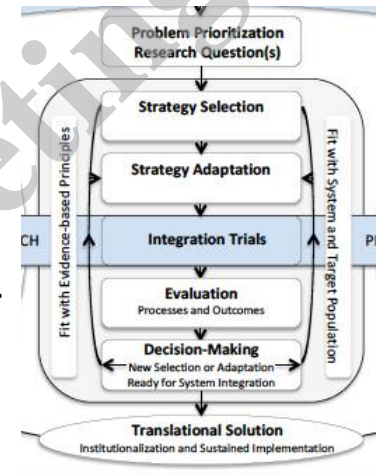 Problem Prioritization
Research Question(s)
Strategy Selection
Strategy Adaptation
Fit with Evidence-based Principles
Fit with System and Target Population
CH
Integration Trials
P
Evaluation
Processes and Outcomes
Decision-Making
New Selection or Adaptation
Ready for System Integration
Translational Solution
Institutionalization and Sustained Implementation